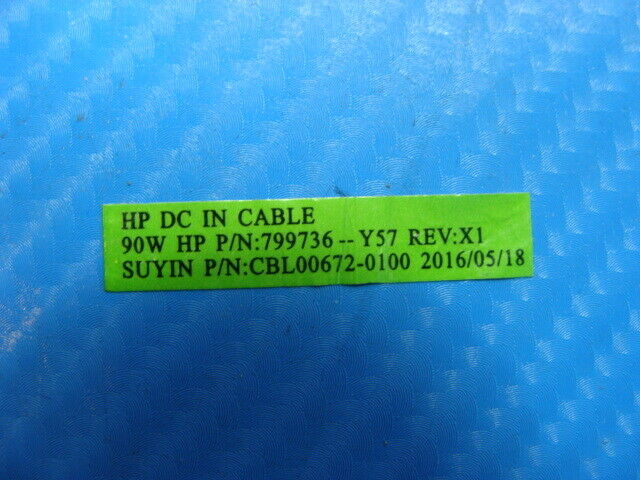 HP DC IN CABLE
90W HP P/N:799736 -- Y57 REV:X1
SUYIN P/N:CBL00672-0100 2016/05/18